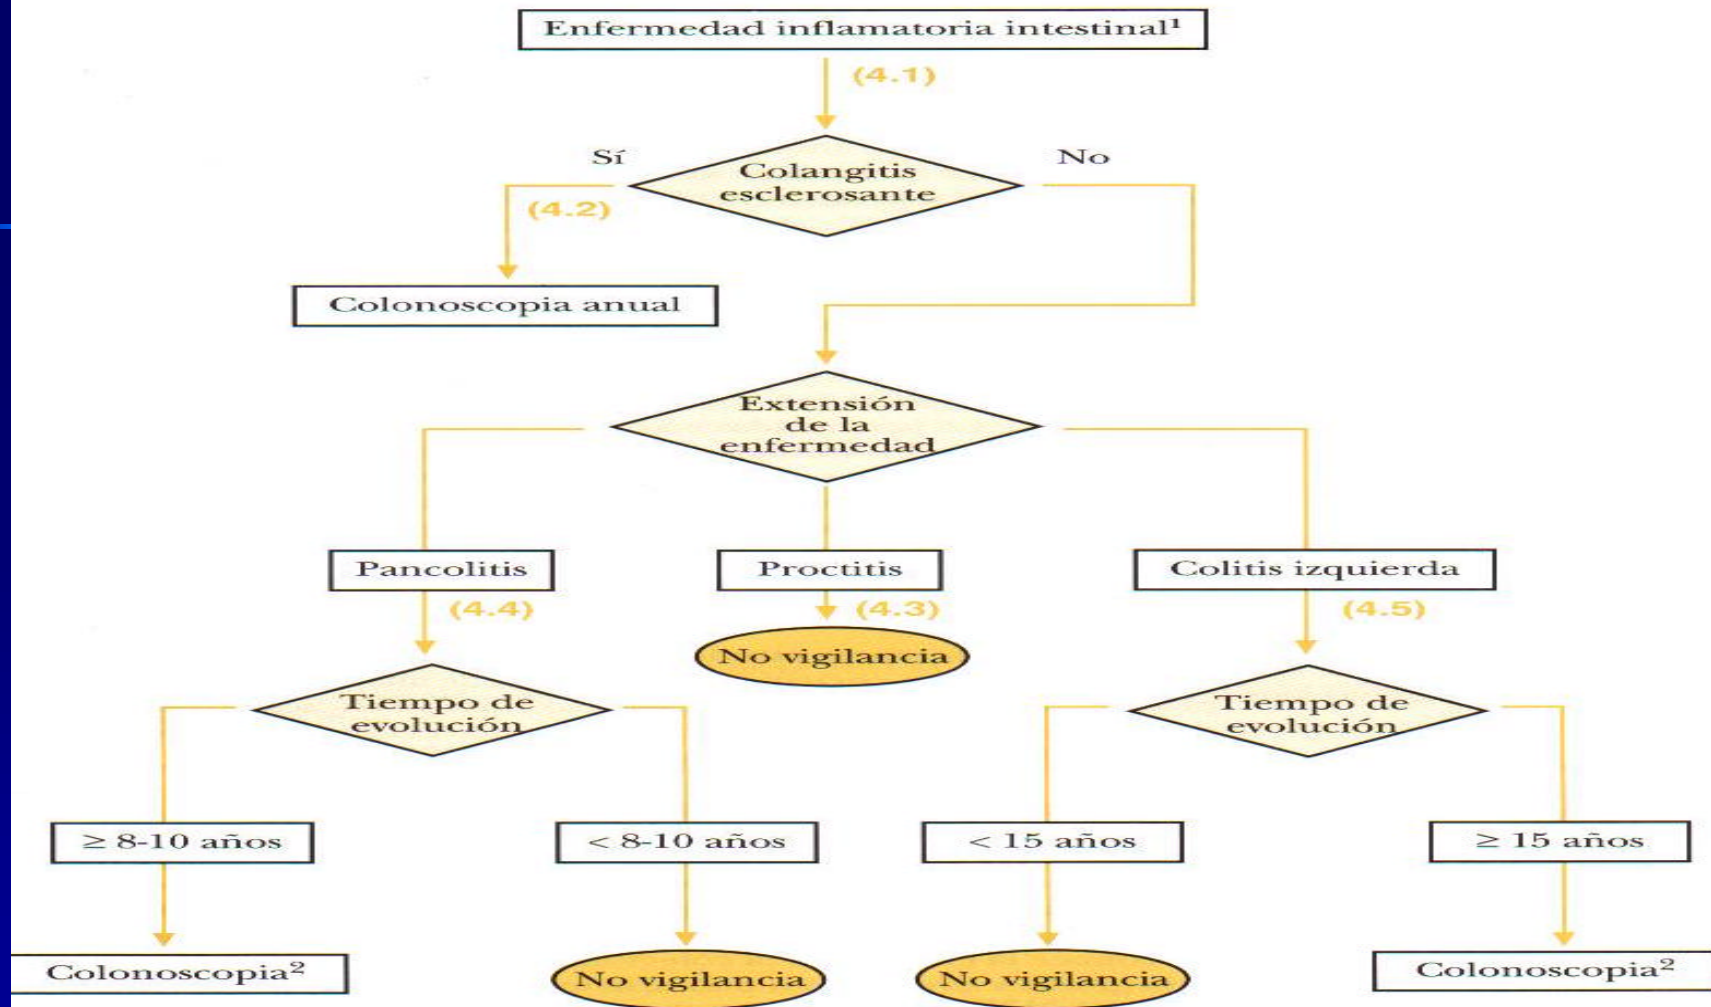 Enfermedad inflamatoria intestinal¹
(4.1)
Sí
No
Colangitis
esclerosante
(4.2)
Colonoscopia anual
Extensión
de la
enfermedad
Pancolitis
Proctitis
Colitis izquierda
(4.4)
(4.3)
(4.5)
No vigilancia
Tiempo de
evolución
Tiempo de
evolución
≥ 8-10 años
< 8-10 años
< 15 años
≥ 15 años
Colonoscopia²
No vigilancia
No vigilancia
Colonoscopia²